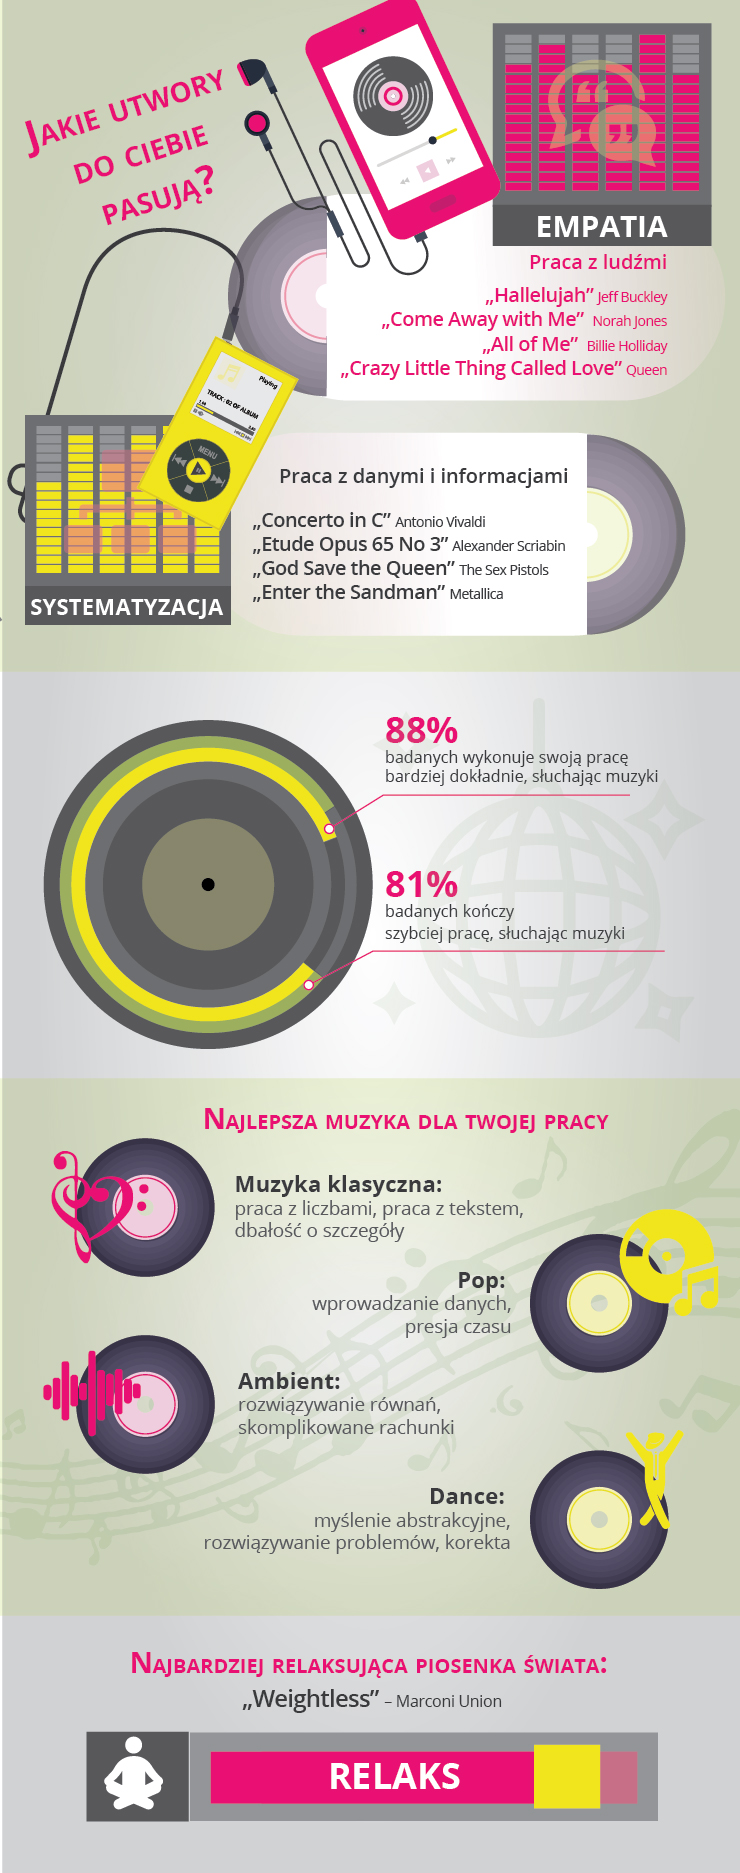 Jakie utwory
do ciebie
pasują?
EMPATIA
Praca z ludźmi
„Hallelujah” Jeff Buckley
„Come Away with Me” Norah Jones
„All of Me” Billie Holliday
„Crazy Little Thing Called Love” Queen
Playing
TRACK: 02 OF ALBUM
MENU
SYSTEMATYZACJA
Praca z danymi i informacjami
„Concerto in C” Antonio Vivaldi
„Etude Opus 65 No 3” Alexander Scriabin
„God Save the Queen” The Sex Pistols
„Enter the Sandman” Metallica
88%
badanych wykonuje swoją pracę
bardziej dokładnie, słuchając muzyki
81%
badanych kończy
szybciej pracę, słuchając muzyki
Najlepsza muzyka dla twojej pracy
Muzyka klasyczna:
praca z liczbami, praca z tekstem,
dbałość o szczegóły
Pop:
wprowadzanie danych,
presja czasu
Ambient:
rozwiązywanie równań,
skomplikowane rachunki
Dance:
myślenie abstrakcyjne,
rozwiązywanie problemów, korekta
Najbardziej relaksująca piosenka świata:
„Weightless” – Marconi Union
RELAKS